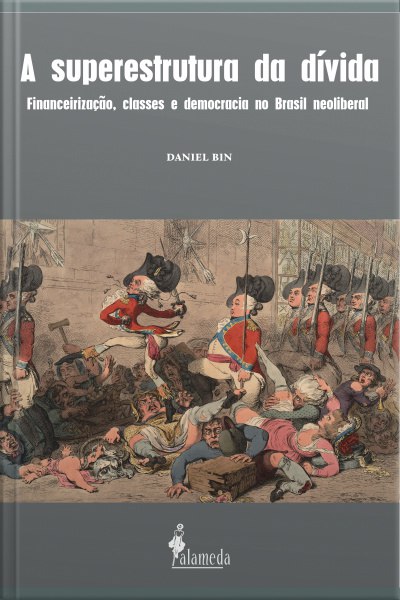 A superestrutura da dívida
Financeirização, classes e democracia no Brasil neoliberal
DANIEL BIN
alameda